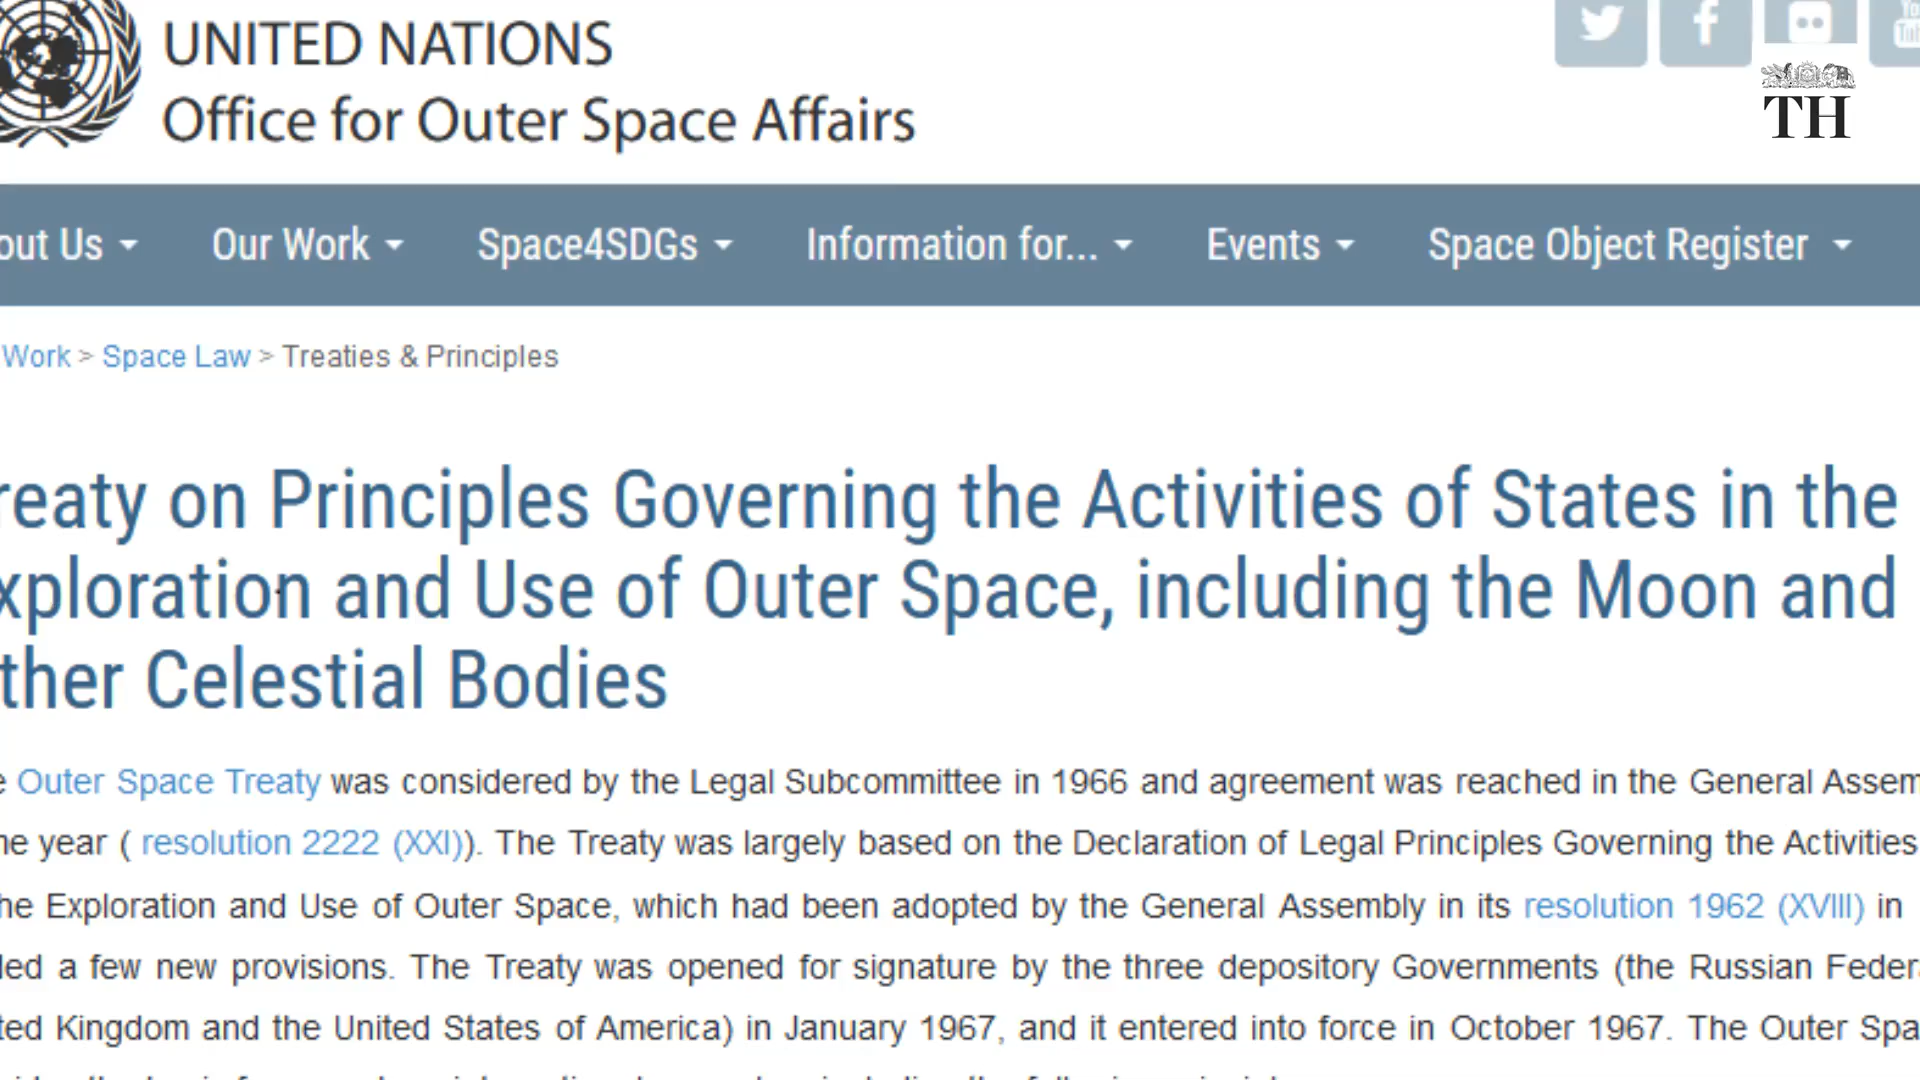 UNITED NATIONS
Office for Outer Space Affairs
TH
out Us Our Work Space4SDGs Information for... Events Space Object Register
Work > Space Law > Treaties & Principles
reaty on Principles Governing the Activities of States in the
xploration and Use of Outer Space, including the Moon and
ther Celestial Bodies
e Outer Space Treaty was considered by the Legal Subcommittee in 1966 and agreement was reached in the General Assem
ne year ( resolution 2222 (XXI)). The Treaty was largely based on the Declaration of Legal Principles Governing the Activities
he Exploration and Use of Outer Space, which had been adopted by the General Assembly in its resolution 1962 (XVIII) in
led a few new provisions. The Treaty was opened for signature by the three depository Governments (the Russian Feder
ted Kingdom and the United States of America) in January 1967, and it entered into force in October 1967. The Outer Spa